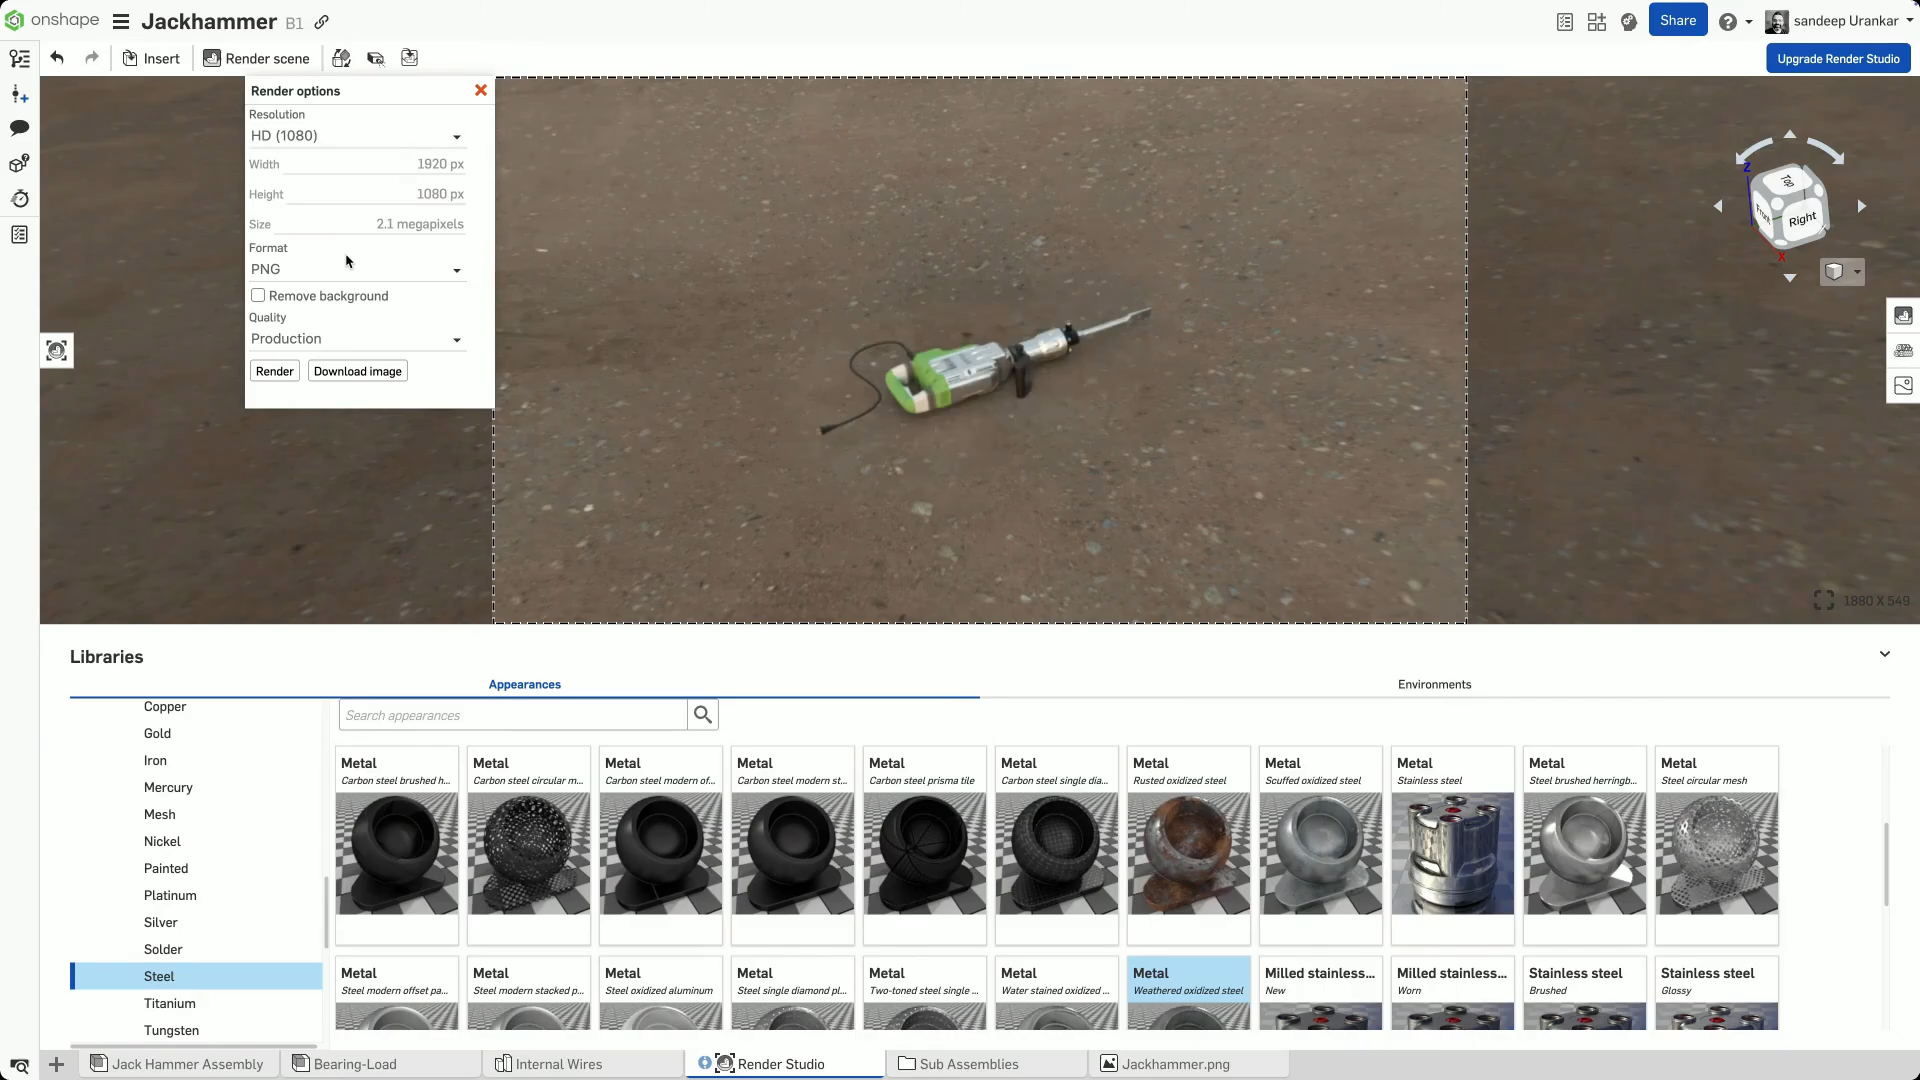 onshape
Jackhammer B1
Share
sandeep Urankar
Insert
Render scene
Upgrade Render Studio
Render options
Resolution
HD (1080)
Width 1920 px
Height 1080 px
Size 2.1 megapixels
Format
PNG
Remove background
Quality
Production
Render
Download image
Z
Top
Front
Right
X
1880 X 549
Libraries
Appearances
Environments
Copper
Gold
Iron
Mercury
Mesh
Nickel
Painted
Platinum
Silver
Solder
Steel
Titanium
Tungsten
Search appearances
Metal
Carbon steel brushed h...
Metal
Carbon steel circular m...
Metal
Carbon steel modern of...
Metal
Carbon steel modern st...
Metal
Carbon steel prisma tile
Metal
Carbon steel single dia...
Metal
Rusted oxidized steel
Metal
Scuffed oxidized steel
Metal
Stainless steel
Metal
Steel brushed herringb...
Metal
Steel circular mesh
Metal
Steel modern offset pa...
Metal
Steel modern stacked p...
Metal
Steel oxidized aluminum
Metal
Steel single diamond pl...
Metal
Two-toned steel single ...
Metal
Water stained oxidized ...
Metal
Weathered oxidized steel
Milled stainless...
New
Milled stainless...
Worn
Stainless steel
Brushed
Stainless steel
Glossy
Jack Hammer Assembly
Bearing-Load
Internal Wires
Render Studio
Sub Assemblies
Jackhammer.png